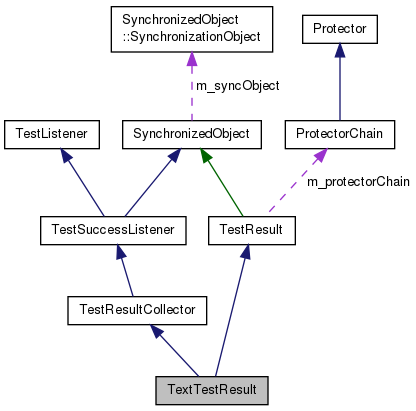 SynchronizedObject
::SynchronizationObject
Protector
m_syncObject
TestListener
SynchronizedObject
ProtectorChain
m_protectorChain
TestSuccessListener
TestResult
TestResultCollector
TextTestResult